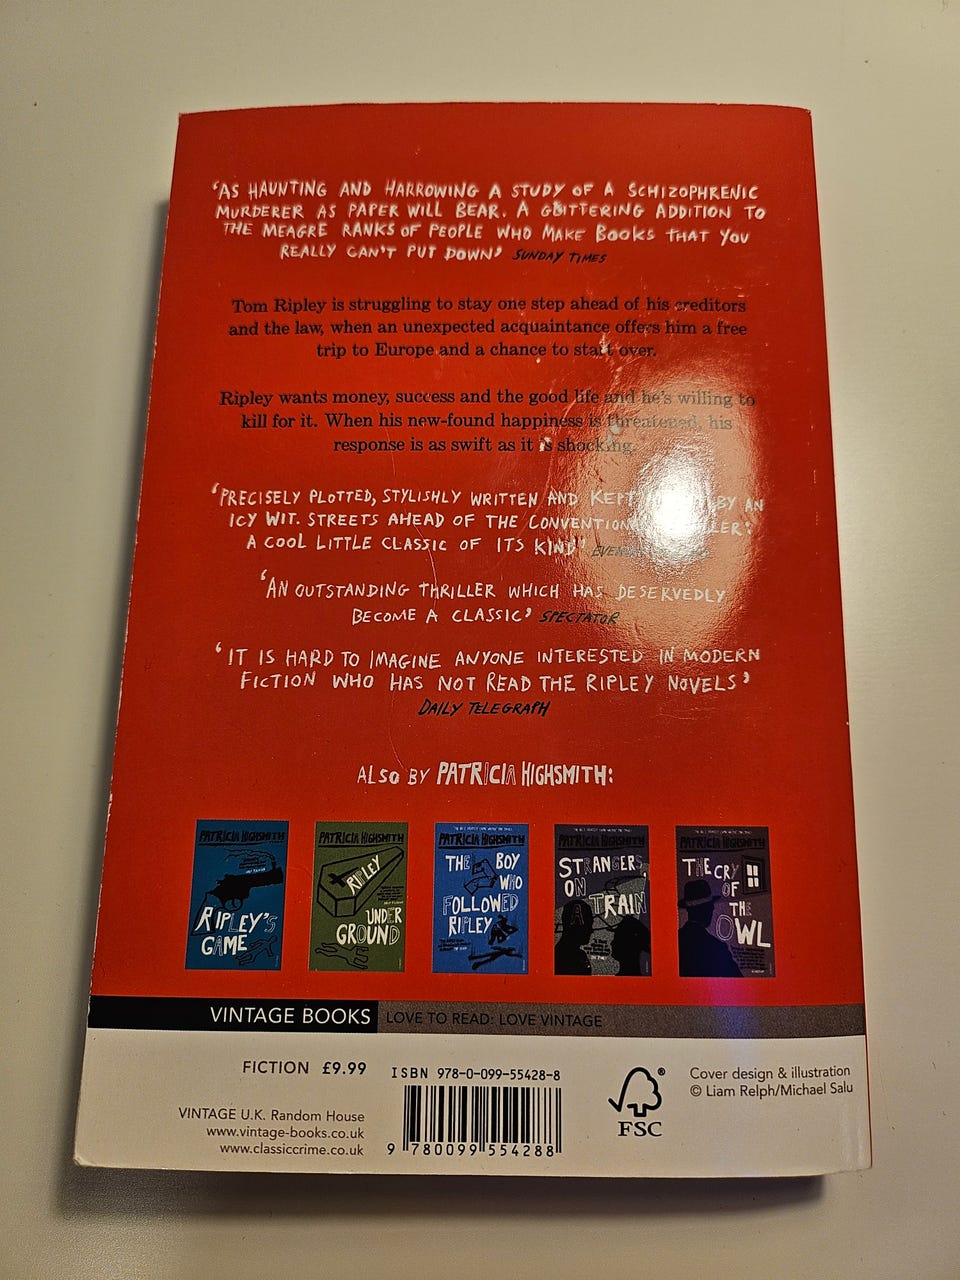 ‘AS HAUNTING AND HARROWING A STUDY OF A SCHIZOPHRENIC
MURDERER AS PAPER WILL BEAR. A GLITTERING ADDITION TO
THE MEAGRE RANKS OF PEOPLE WHO MAKE BOOKS THAT YOU
REALLY CAN'T PUT DOWN’ SUNDAY TIMES
Tom Ripley is struggling to stay one step ahead of his creditors
and the law, when an unexpected acquaintance offers him a free
trip to Europe and a chance to start over.
Ripley wants money, success and the good life and he's willing to
kill for it. When his new-found happiness is threatened, his
response is as swift as it is shocking.
‘PRECISELY PLOTTED, STYLISHLY WRITTEN AND KEPT BY AN
ICY WIT. STREETS AHEAD OF THE
A COOL LITTLE CLASSIC OF ITS KIND’
‘AN OUTSTANDING THRILLER WHICH HAS DESERVEDLY
BECOME A CLASSIC’ SPECTATOR
‘IT IS HARD TO IMAGINE ANYONE INTERESTED IN MODERN
FICTION WHO HAS NOT READ THE RIPLEY NOVELS’
DAILY TELEGRAPH
ALSO BY PATRICIA HIGHSMITH:
PATRICIA HIGHSMITH
RIPLEY'S
GAME
PATRICIA HIGHSMITH
RIPLEY
UNDER
GROUND
PATRICIA HIGHSMITH
THE BOY
WHO
FOLLOWED
RIPLEY
PATRICIA HIGHSMITH
STRANGERS
ON
A TRAIN
PATRICIA HIGHSMITH
THE CRY
OF
THE
OWL
VINTAGE BOOKS LOVE TO READ: LOVE VINTAGE
FICTION £9.99
VINTAGE U.K. Random House
www.vintage-books.co.uk
www.classiccrime.co.uk
ISBN 978-0-099-55428-8
9 780099 554288
® FSC
Cover design & illustration
© Liam Relph/Michael Salu